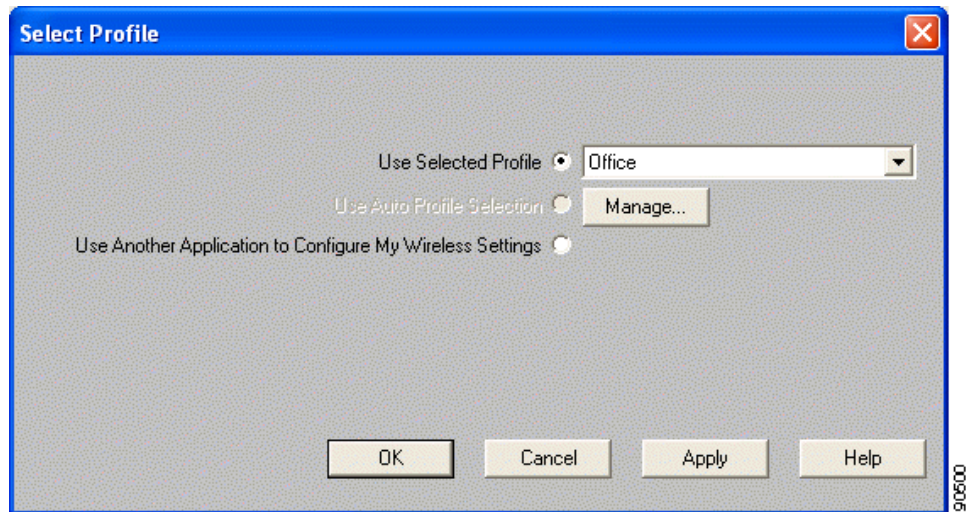 Select Profile
Use Selected Profile Office
Use Auto Profile Selection Manage...
Use Another Application to Configure My Wireless Settings
OK Cancel Apply Help
90500